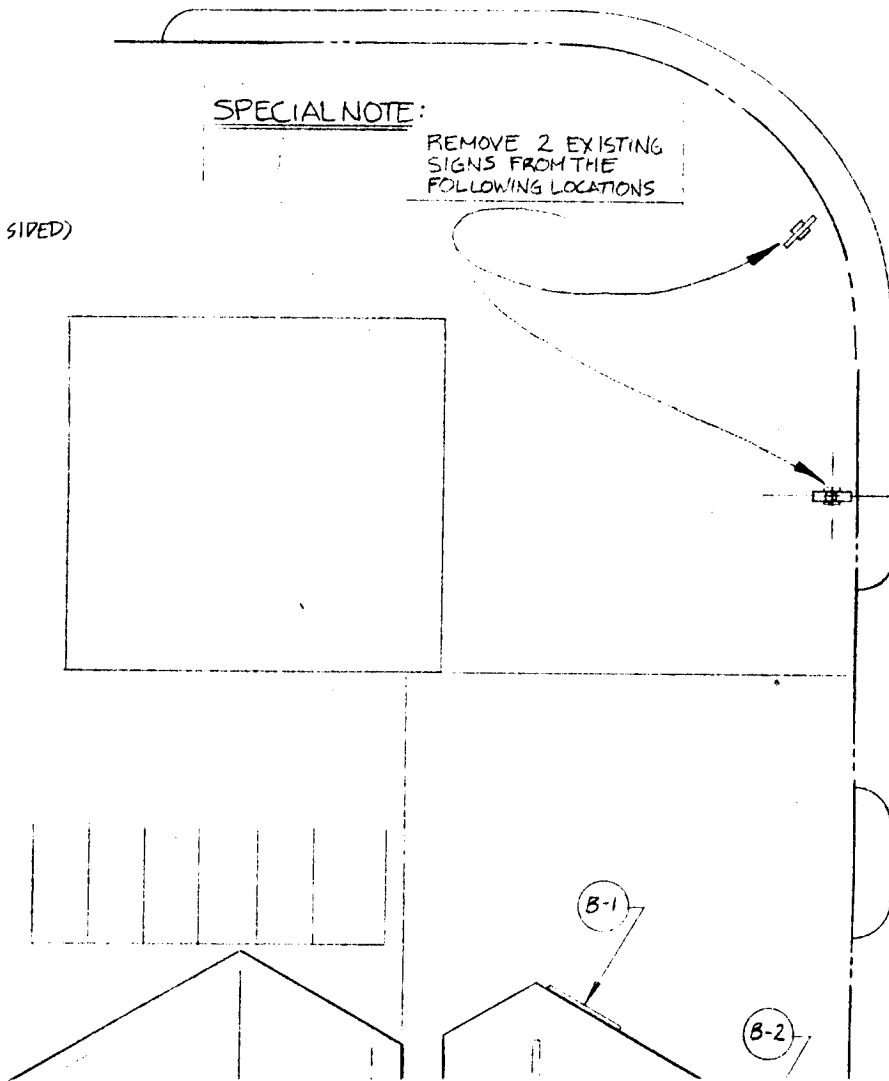 SPECIAL NOTE:
REMOVE 2 EXISTING
SIGNS FROM THE
FOLLOWING LOCATIONS
SIDED)
B-1
B-2